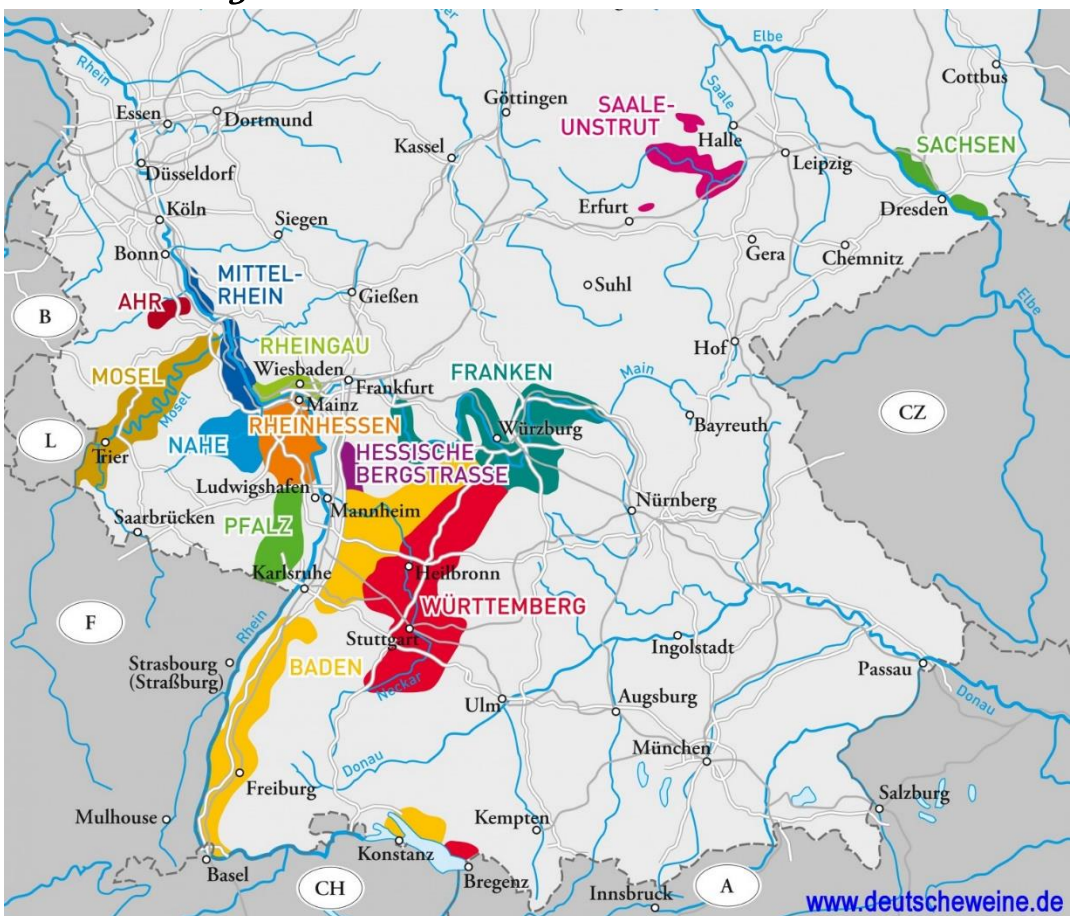 Rhein
Elbe
Saale
Cottbus
Göttingen
Essen
Dortmund
SAALE-
UNSTRUT
Halle
Kassel
Leipzig
SACHSEN
Düsseldorf
Köln
Siegen
Erfurt
Dresden
Bonn
Gera
Chemnitz
MITTEL-
RHEIN
AHR
Gießen
Suhl
B
Elbe
Hof
RHEINGAU
Wiesbaden
Frankfurt
FRANKEN
Main
MOSEL
Mosel
Mainz
CZ
L
NAHE
RHEINHESSEN
Würzburg
Bayreuth
Trier
HESSISCHE
BERGSTRASSE
Ludwigshafen
Mannheim
Nürnberg
Saarbrücken
PFALZ
Karlsruhe
Heilbronn
F
WÜRTTEMBERG
Rhein
Stuttgart
Ingolstadt
Strasbourg
(Straßburg)
BADEN
Passau
Neckar
Ulm
Augsburg
Donau
Donau
München
Freiburg
Salzburg
Mulhouse
Kempten
Konstanz
Basel
Bregenz
CH
A
Innsbruck
www.deutscheweine.de